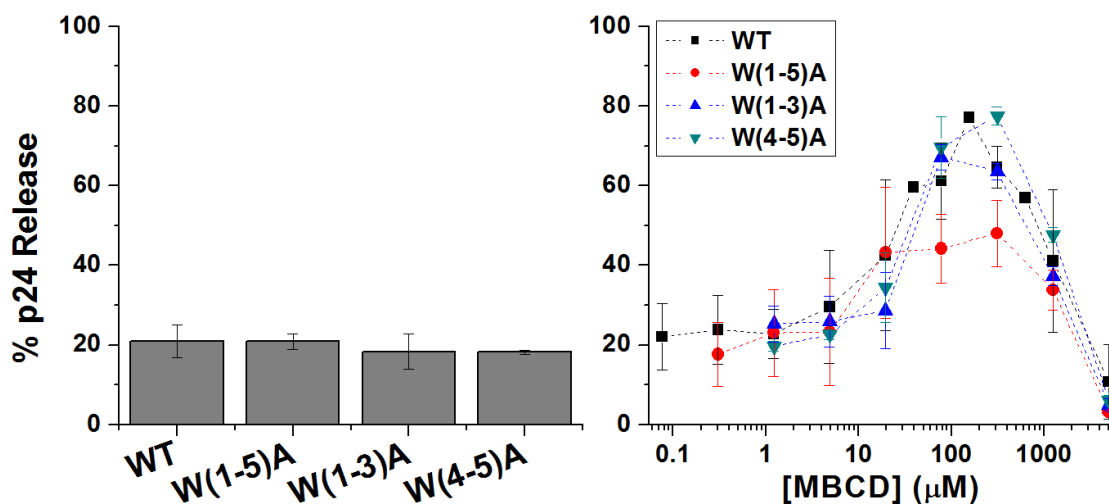 % p24 Release
100
80
60
40
20
0
WT
W(1-5)A
W(1-3)A
W(4-5)A
100
80
60
40
20
0
WT
W(1-5)A
W(1-3)A
W(4-5)A
0.1 1 10 100 1000
[MBCD] (μM)